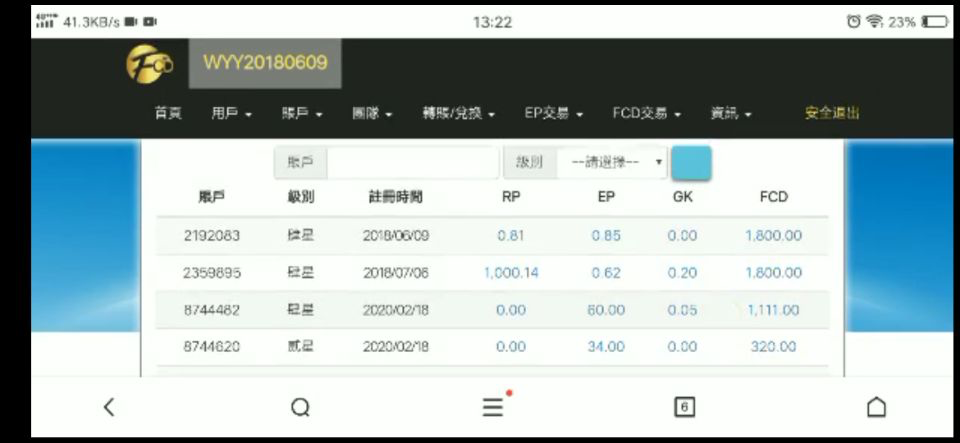 41.3KB/s 13:22 23%
FCD WYY20180609
首頁 用戶 賬戶 團隊 轉賬/兌換 EP交易 FCD交易 資訊 安全退出
賬戶 級別 --請選擇--
賬戶 級別 註冊時間 RP EP GK FCD
2192083 肆星 2018/06/09 0.81 0.85 0.00 1,800.00
2359895 肆星 2018/07/06 1,000.14 0.62 0.20 1,800.00
8744482 星 2020/02/18 0.00 60.00 0.05 1,111.00
8744620 貳星 2020/02/18 0.00 34.00 0.00 320.00
6